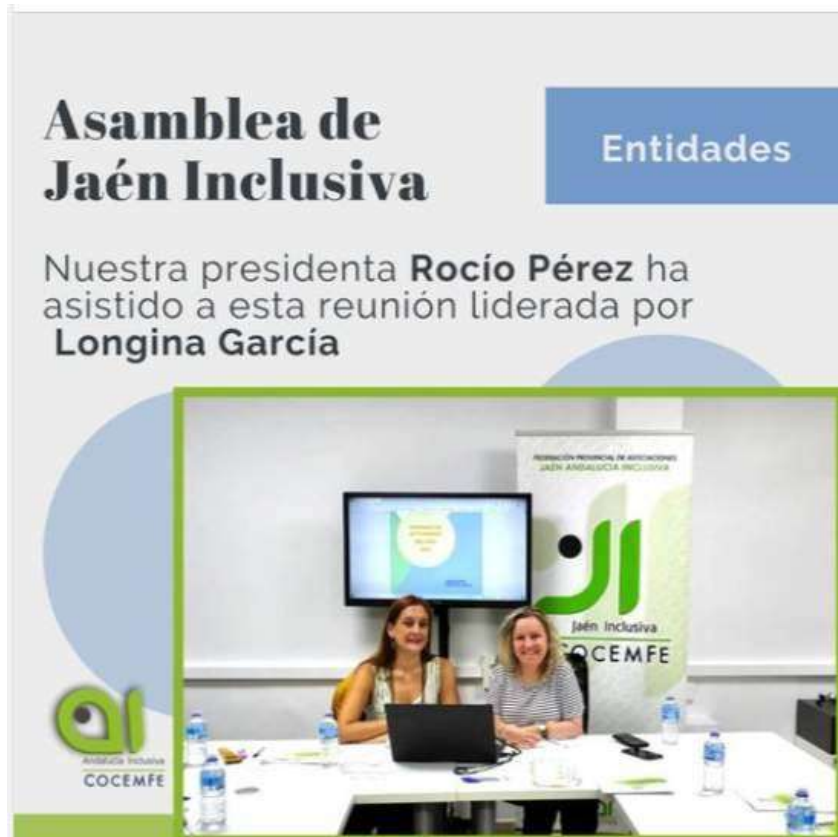 Asamblea de
Jaén Inclusiva
Entidades
Nuestra presidenta Rocío Pérez ha
asistido a esta reunión liderada por
Longina García
FEDERACIÓN PROVINCIAL DE ASOCIACIONES
JAÉN ANDALUCÍA INCLUSIVA
Jaén Inclusiva
COCEMFE
Andalucía Inclusiva
COCEMFE